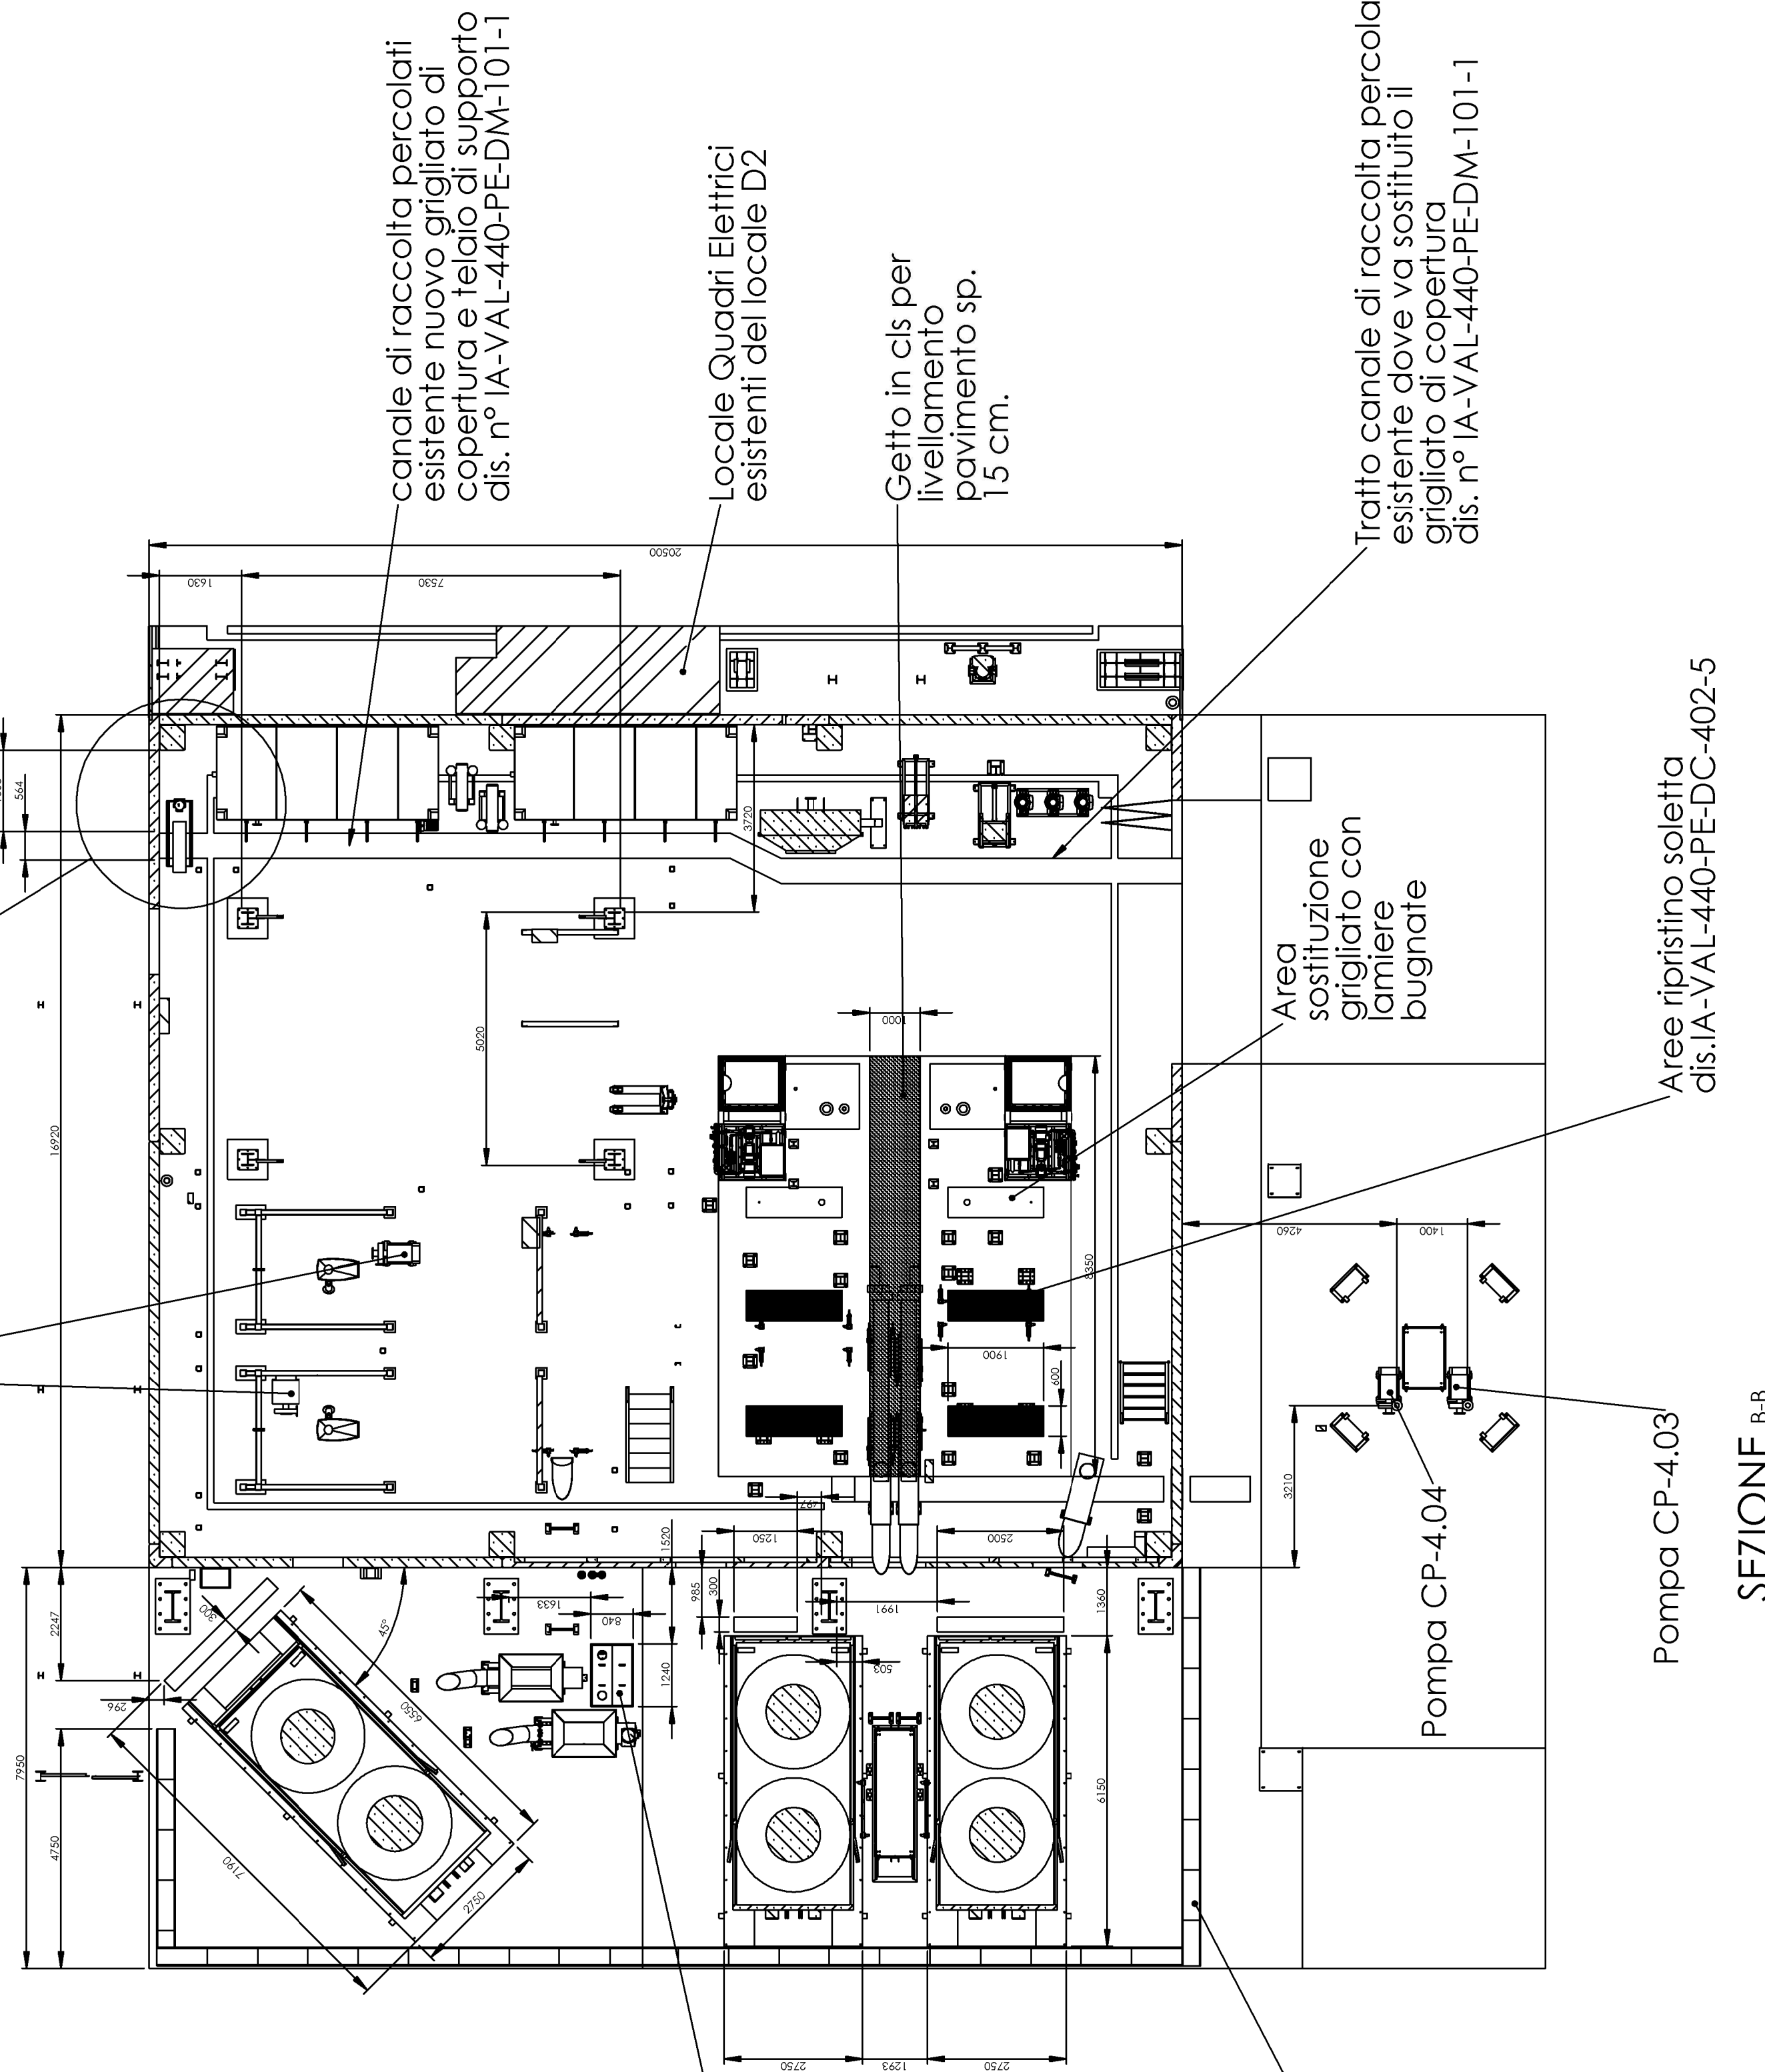 canale di raccolta percolati
esistente nuovo grigliato di
copertura e telaio di supporto
dis. n° IA-VAL-440-PE-DM-101-1
Locale Quadri Elettrici
esistenti del locale D2
Getto in cls per
livellamento
pavimento sp.
15 cm.
Tratto canale di raccolta percola
esistente dove va sostituito il
grigliato di copertura
dis. n° IA-VAL-440-PE-DM-101-1
Area
sostituzione
grigliato con
lamiere
bugnate
Aree ripristino soletta
dis.IA-VAL-440-PE-DC-402-5
Pompa CP-4.04
Pompa CP-4.03
SEZIONE B-B
20500
1630
7530
564
3720
16920
5020
1000
8350
1900
600
4260
1400
3210
497
1250
2500
1520
985
300
1991
1360
503
1633
840
1240
2247
300
45°
296
6550
7950
4750
7190
2750
6150
2750
1293
2750